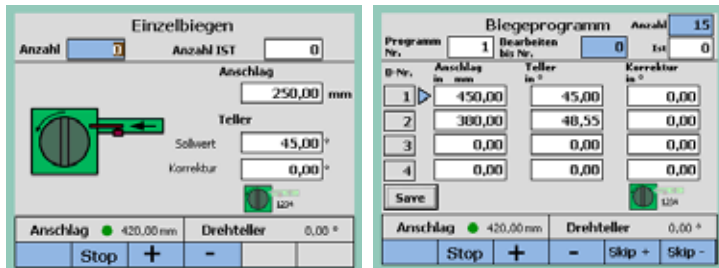 Einzelbiegen
Anzahl 0 Anzahl IST 0
Anschlag
250,00 mm
Teller
Sollwert 45,00 °
Korrektur 0,00 °
1234
Anschlag 420,00 mm Drehteller 0,00 °
Stop + -
Biegeprogramm Anzahl 15
Programm Nr. 1 Bearbeiten bis Nr. 0 Ist 0
B-Nr. Anschlag in mm Teller in ° Korrektur in °
1 450,00 45,00 0,00
2 380,00 48,55 0,00
3 0,00 0,00 0,00
4 0,00 0,00 0,00
Save 1234
Anschlag 420,00 mm Drehteller 0,00 °
Stop + - Skip + Skip -